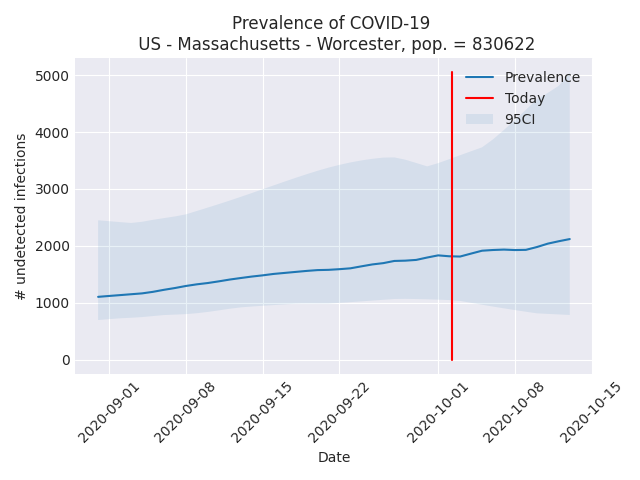 Prevalence of COVID-19
US - Massachusetts - Worcester, pop. = 830622
Prevalence
Today
95CI
# undetected infections
5000
4000
3000
2000
1000
0
2020-09-01
2020-09-08
2020-09-15
2020-09-22
2020-10-01
2020-10-08
2020-10-15
Date